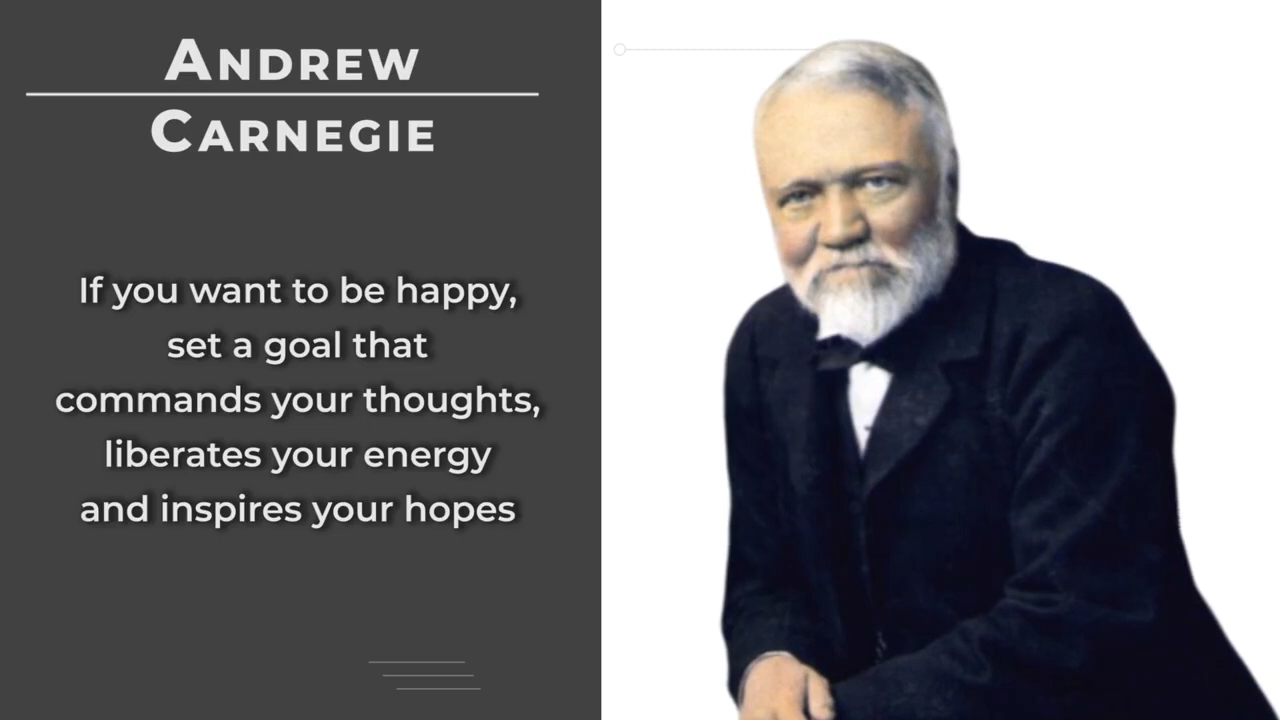 Andrew
Carnegie
If you want to be happy,
set a goal that
commands your thoughts,
liberates your energy
and inspires your hopes